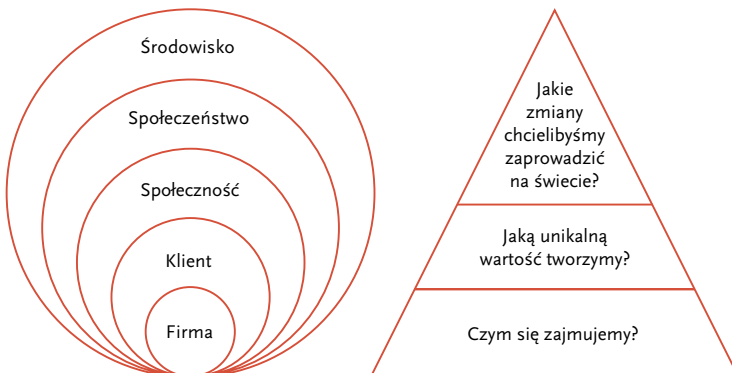 Środowisko
Społeczeństwo
Społeczność
Klient
Firma
Jakie
zmiany
chcielibyśmy
zaprowadzić
na świecie?
Jaką unikalną
wartość tworzymy?
Czym się zajmujemy?